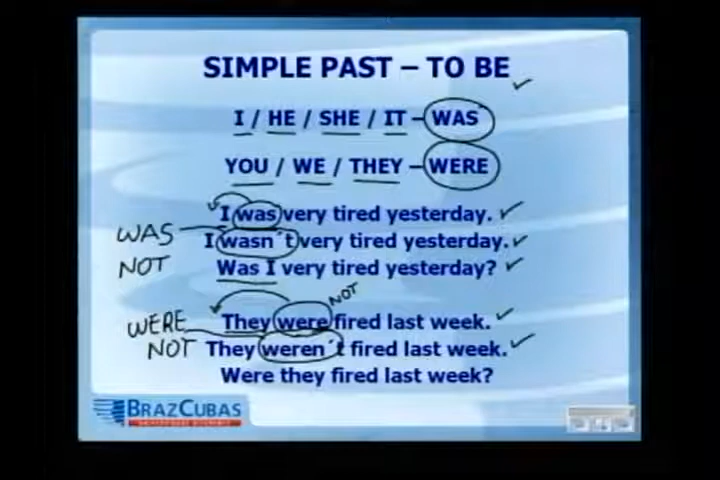 SIMPLE PAST – TO BE
I / HE / SHE / IT – WAS
YOU / WE / THEY – WERE
I was very tired yesterday.
WAS
I wasn´t very tired yesterday.
NOT
Was I very tired yesterday?
NOT
They were fired last week.
WERE
NOT
They weren´t fired last week.
Were they fired last week?
BRAZCUBAS